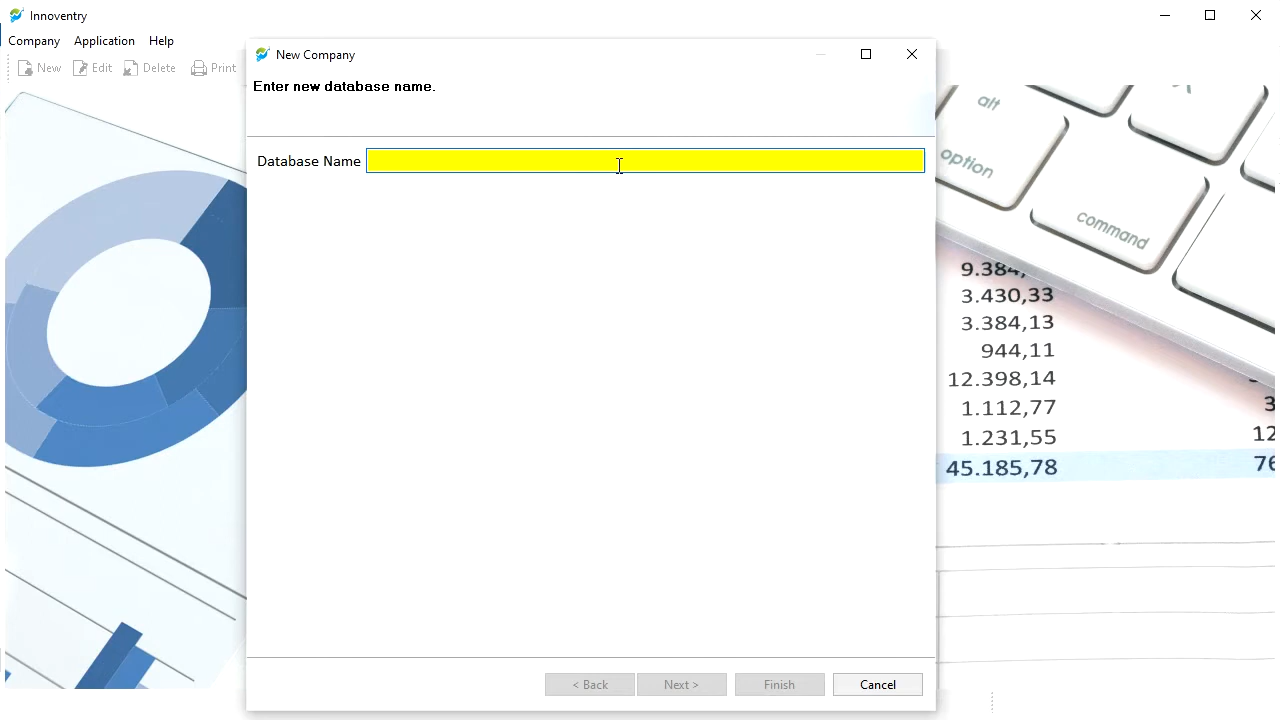 Innoventry
Company Application Help
New Edit Delete Print
New Company
Enter new database name.
Database Name
< Back Next > Finish Cancel
alt
option
command
3.430,33
3.384,13
944,11
12.398,14
1.112,77
1.231,55
45.185,78